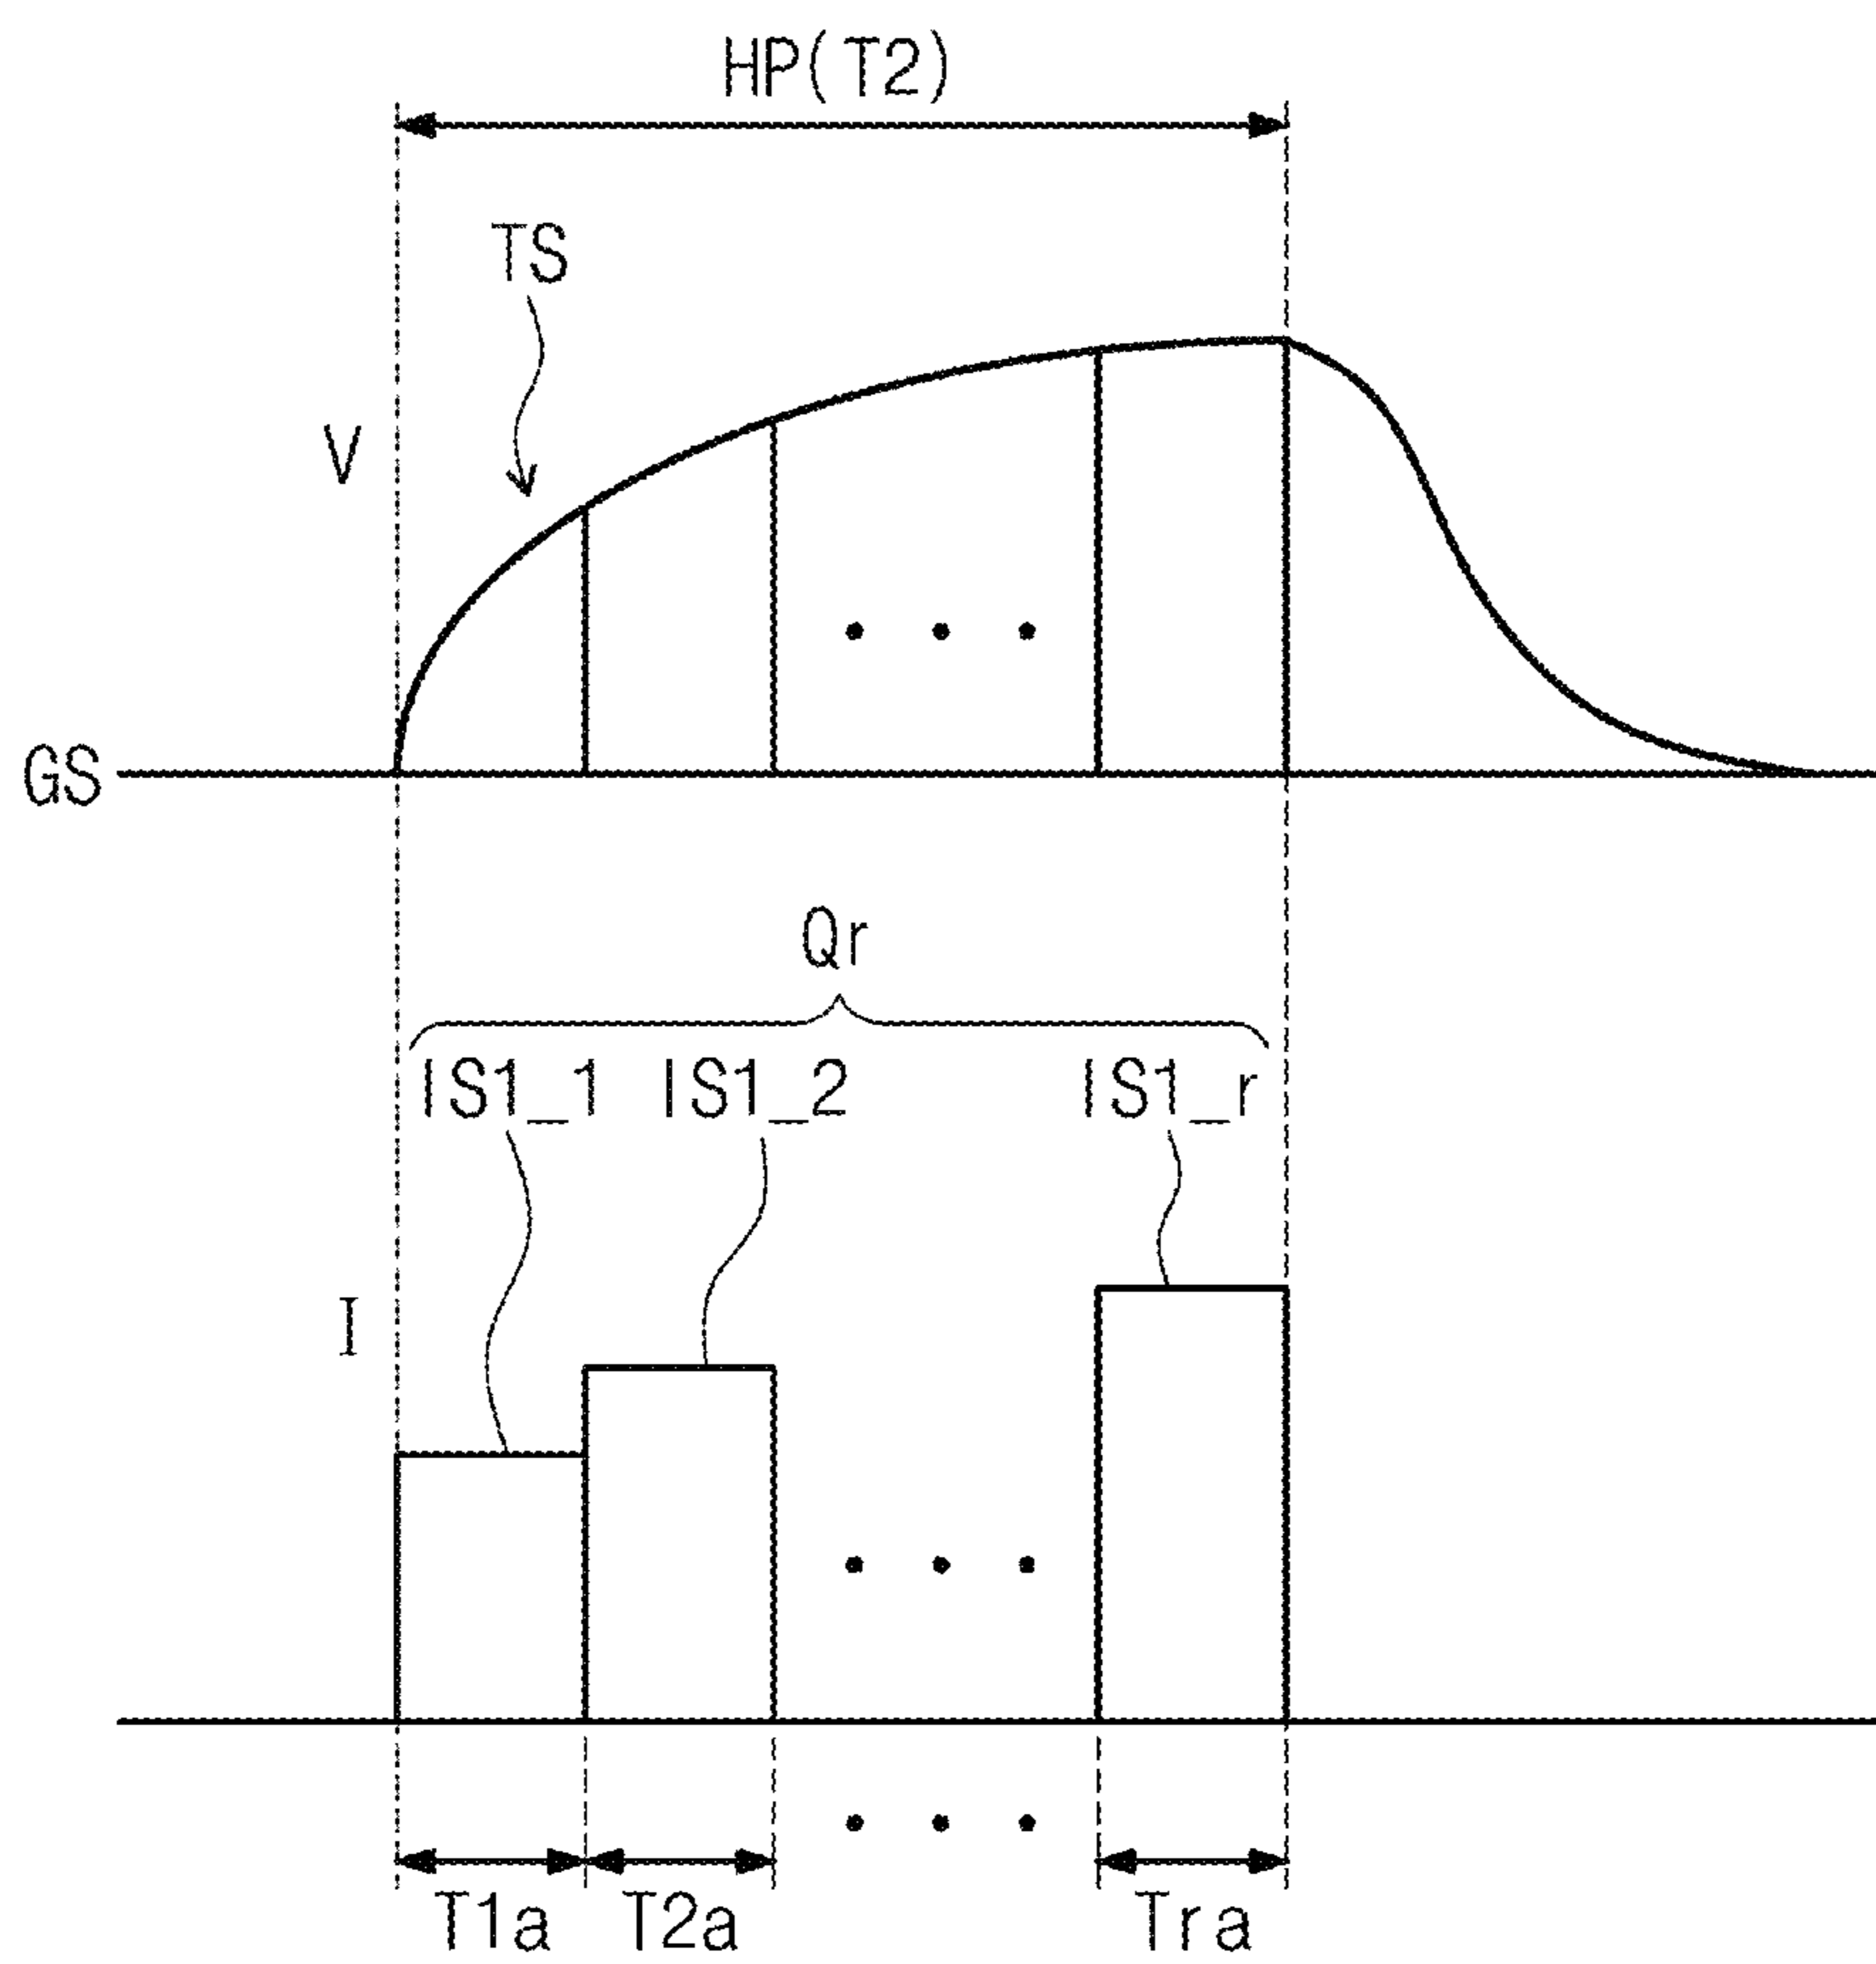 HP(T2)
TS
V
GS
Qr
IS1_1 IS1_2 IS1_r
I
T1a T2a Tra